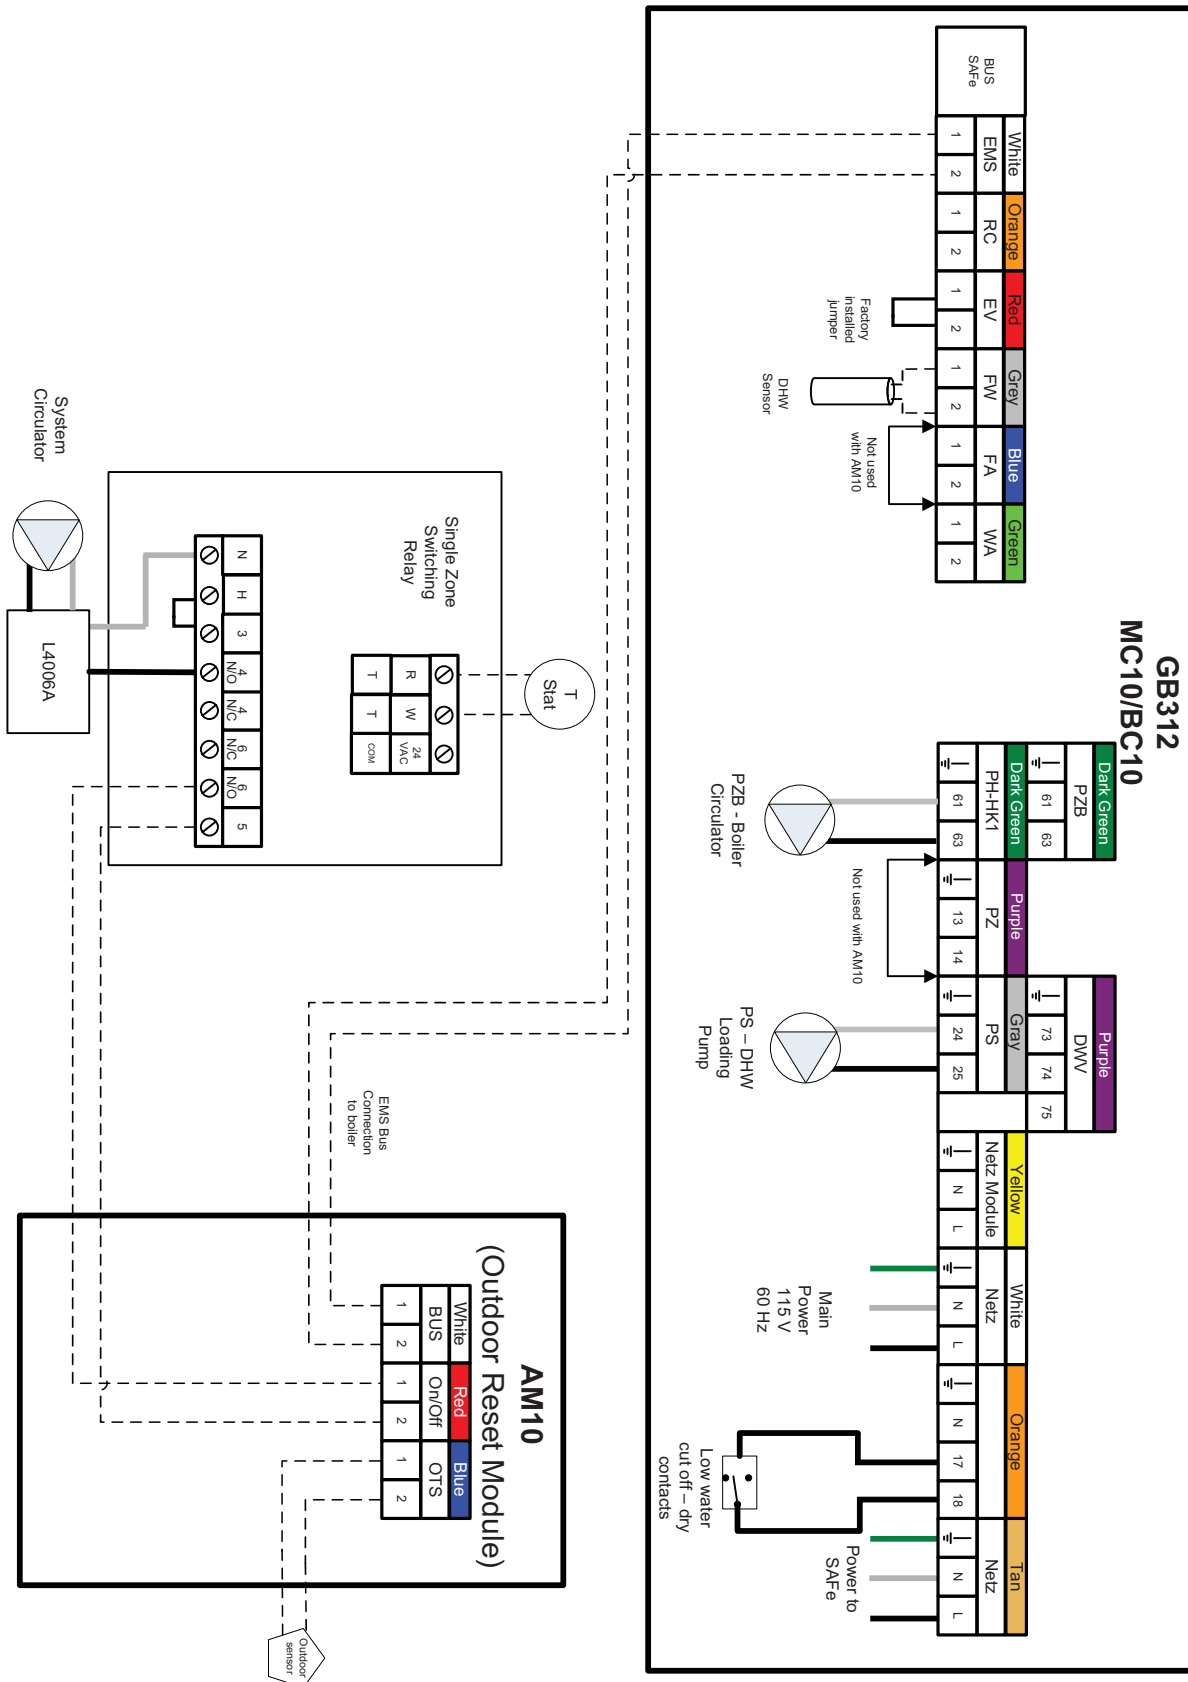 GB312
MC10/BC10
BUS
SAFe
White
Orange
Red
Grey
Blue
Green
EMS
RC
EV
FW
FA
WA
1
2
1
2
1
2
1
2
1
2
1
2
Factory
installed
jumper
DHW
Sensor
Not used
with AM10
Dark Green
Purple
PZB
DWV
61
63
73
74
75
Dark Green
Purple
Gray
Yellow
White
Orange
Tan
PH-HK1
PZ
PS
Netz Module
Netz
Netz
61
63
13
14
24
25
N
L
N
L
N
17
18
N
L
PZB - Boiler
Circulator
Not used with AM10
PS – DHW
Loading
Pump
Main
Power
115 V
60 Hz
Low water
cut off – dry
contacts
Power to
SAFe
T
Stat
Single Zone
Switching
Relay
R
W
24
VAC
T
T
COM
N
H
3
4
N/O
4
N/C
6
N/C
6
N/O
5
System
Circulator
L4006A
EMS Bus
Connection
to boiler
AM10
(Outdoor Reset Module)
White
Red
Blue
BUS
On/Off
OTS
1
2
1
2
1
2
Outdoor
sensor